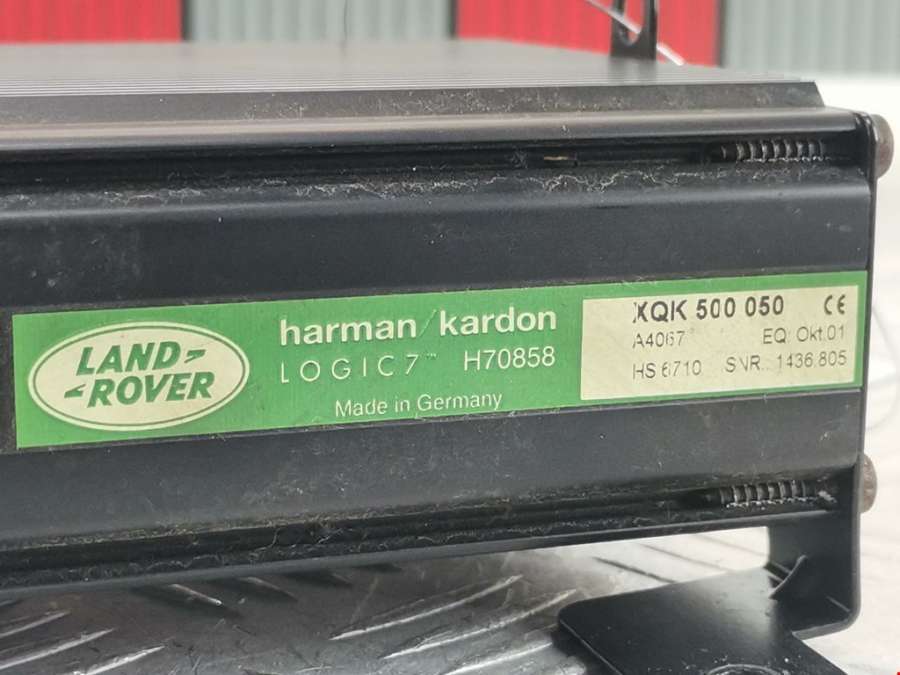 LAND
ROVER
harman/kardon
LOGIC7™ H70858
Made in Germany
XQK 500 050 CE
A4067 EQ: Okt.01
HS 6710 SNR.: 1436.805